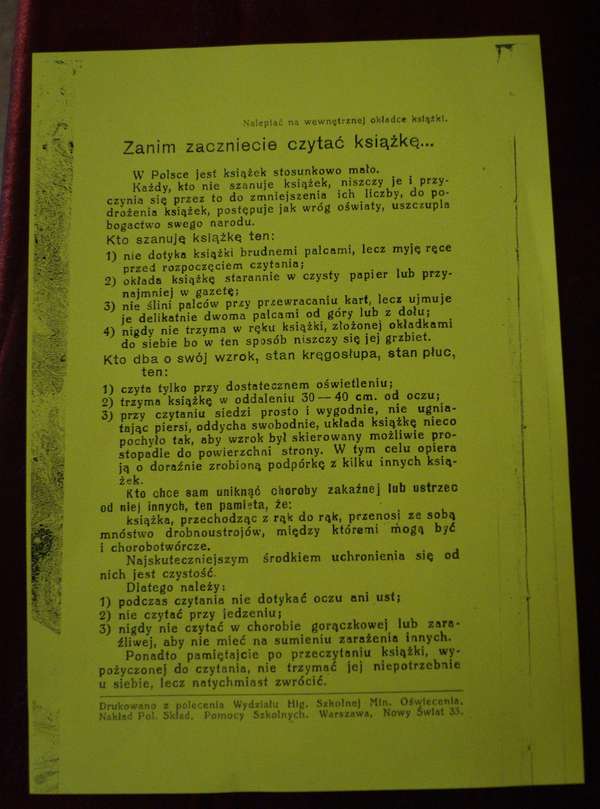 Nalepiać na wewnętrznej okładce książki.
Zanim zaczniecie czytać książkę...
W Polsce jest książek stosunkowo mało.
Każdy, kto nie szanuje książek, niszczy je i przy-
czynia się przez to do zmniejszenia ich liczby, do po-
drożenia książek, postępuje jak wróg oświaty, uszczupla
bogactwo swego narodu.
Kto szanuję książkę ten:
1) nie dotyka książki brudnemi palcami, lecz myję ręce
przed rozpoczęciem czytania;
2) okłada książkę starannie w czysty papier lub przy-
najmniej w gazetę;
3) nie ślini palców przy przewracaniu kart, lecz ujmuje
je delikatnie dwoma palcami od góry lub z dołu;
4) nigdy nie trzyma w ręku książki, złożonej okładkami
do siebie bo w ten sposób niszczy się jej grzbiet.
Kto dba o swój wzrok, stan kręgosłupa, stan płuc,
ten:
1) czyta tylko przy dostatecznem oświetleniu;
2) trzyma książkę w oddaleniu 30 — 40 cm. od oczu;
3) przy czytaniu siedzi prosto i wygodnie, nie ugnia-
tając piersi, oddycha swobodnie, układa książkę nieco
pochyło tak, aby wzrok był skierowany możliwie pro-
stopadle do powierzchni strony. W tym celu opiera
ją o doraźnie zrobioną podpórkę z kilku innych ksią-
żek.
Kto chce sam uniknąć choroby zakaźnej lub ustrzec
od niej innych, ten pamięta, że:
książka, przechodząc z rąk do rąk, przenosi ze sobą
mnóstwo drobnoustrojów, między któremi mogą być
i chorobotwórcze.
Najskuteczniejszym środkiem uchronienia się od
nich jest czystość.
Dlatego należy:
1) podczas czytania nie dotykać oczu ani ust;
2) nie czytać przy jedzeniu;
3) nigdy nie czytać w chorobie gorączkowej lub zara-
źliwej, aby nie mieć na sumieniu zarażenia innych.
Ponadto pamiętajcie po przeczytaniu książki, wy-
pożyczonej do czytania, nie trzymać jej niepotrzebnie
u siebie, lecz natychmiast zwrócić.
Drukowano z polecenia Wydziału Hig. Szkolnej Min. Oświecenia.
Nakład Pol. Skład. Pomocy Szkolnych. Warszawa, Nowy Świat 33.